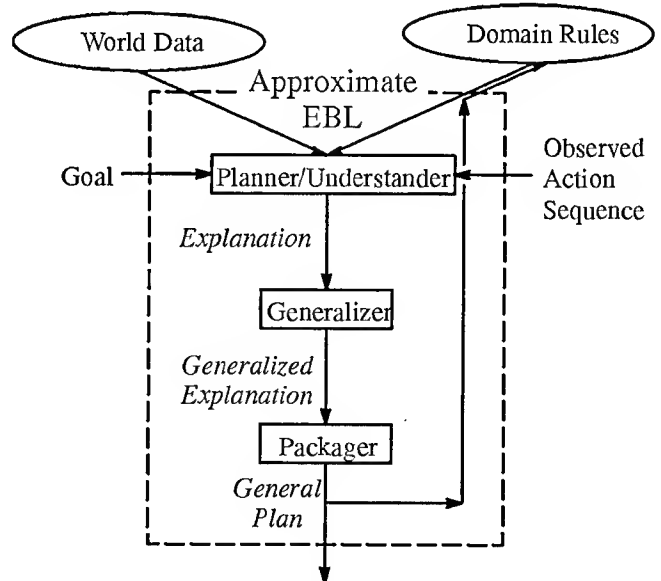 World Data
Domain Rules
Approximate
EBL
Goal
Planner/Understander
Observed
Action
Sequence
Explanation
Generalizer
Generalized
Explanation
Packager
General
Plan